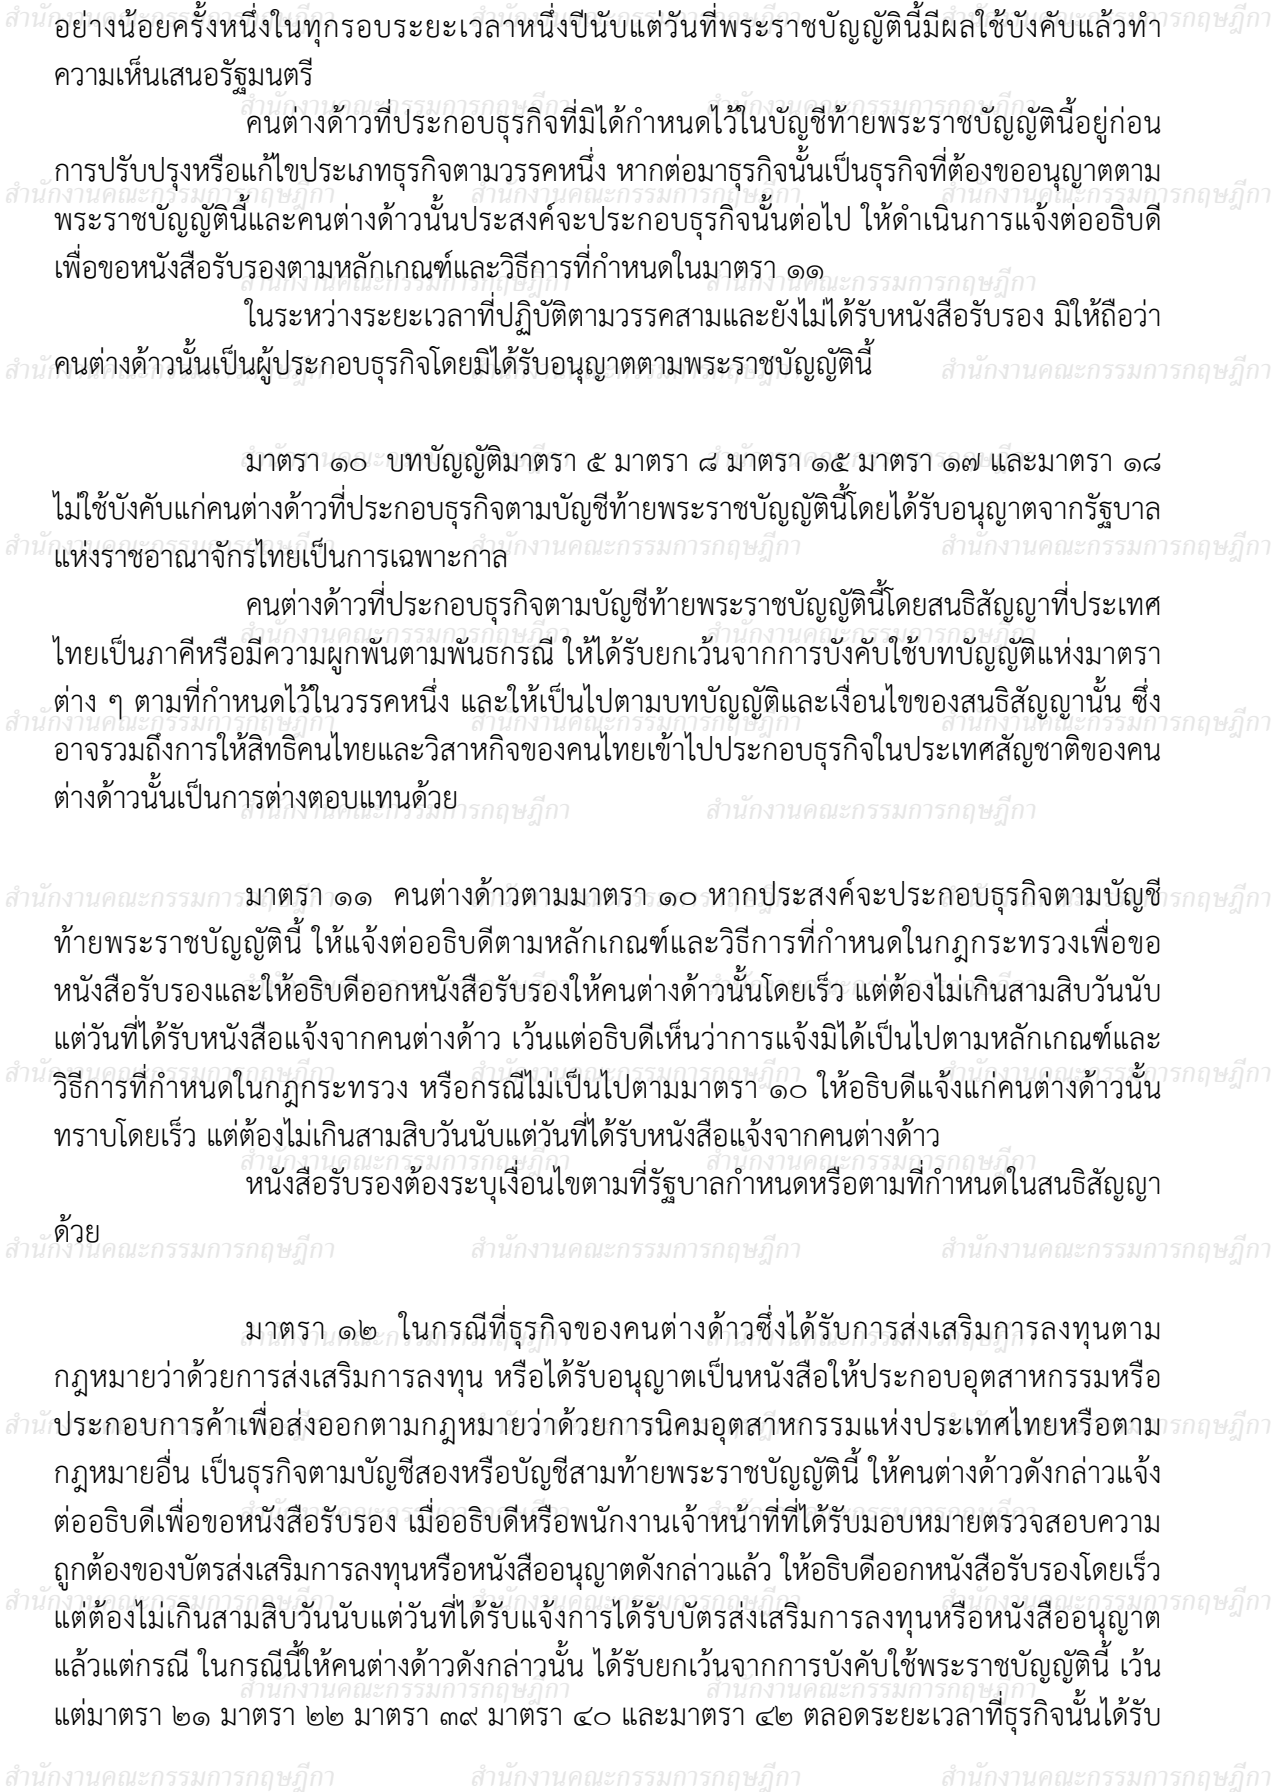 อย่างน้อยครั้งหนึ่งในทุกรอบระยะเวลาหนึ่งปีนับแต่วันที่พระราชบัญญัตินี้มีผลใช้บังคับแล้วทำ
ความเห็นเสนอรัฐมนตรี
คนต่างด้าวที่ประกอบธุรกิจที่มิได้กำหนดไว้ในบัญชีท้ายพระราชบัญญัตินี้อยู่ก่อน
การปรับปรุงหรือแก้ไขประเภทธุรกิจตามวรรคหนึ่ง หากต่อมาธุรกิจนั้นเป็นธุรกิจที่ต้องขออนุญาตตาม
พระราชบัญญัตินี้และคนต่างด้าวนั้นประสงค์จะประกอบธุรกิจนั้นต่อไป ให้ดำเนินการแจ้งต่ออธิบดี
เพื่อขอหนังสือรับรองตามหลักเกณฑ์และวิธีการที่กำหนดในมาตรา ๑๑
ในระหว่างระยะเวลาที่ปฏิบัติตามวรรคสามและยังไม่ได้รับหนังสือรับรอง มิให้ถือว่า
คนต่างด้าวนั้นเป็นผู้ประกอบธุรกิจโดยมิได้รับอนุญาตตามพระราชบัญญัตินี้
มาตรา ๑๐ บทบัญญัติมาตรา ๕ มาตรา ๘ มาตรา ๑๕ มาตรา ๑๗ และมาตรา ๑๘
ไม่ใช้บังคับแก่คนต่างด้าวที่ประกอบธุรกิจตามบัญชีท้ายพระราชบัญญัตินี้โดยได้รับอนุญาตจากรัฐบาล
แห่งราชอาณาจักรไทยเป็นการเฉพาะกาล
คนต่างด้าวที่ประกอบธุรกิจตามบัญชีท้ายพระราชบัญญัตินี้โดยสนธิสัญญาที่ประเทศ
ไทยเป็นภาคีหรือมีความผูกพันตามพันธกรณี ให้ได้รับยกเว้นจากการบังคับใช้บทบัญญัติแห่งมาตรา
ต่าง ๆ ตามที่กำหนดไว้ในวรรคหนึ่ง และให้เป็นไปตามบทบัญญัติและเงื่อนไขของสนธิสัญญานั้น ซึ่ง
อาจรวมถึงการให้สิทธิคนไทยและวิสาหกิจของคนไทยเข้าไปประกอบธุรกิจในประเทศสัญชาติของคน
ต่างด้าวนั้นเป็นการต่างตอบแทนด้วย
มาตรา ๑๑ คนต่างด้าวตามมาตรา ๑๐ หากประสงค์จะประกอบธุรกิจตามบัญชี
ท้ายพระราชบัญญัตินี้ ให้แจ้งต่ออธิบดีตามหลักเกณฑ์และวิธีการที่กำหนดในกฎกระทรวงเพื่อขอ
หนังสือรับรองและให้อธิบดีออกหนังสือรับรองให้คนต่างด้าวนั้นโดยเร็ว แต่ต้องไม่เกินสามสิบวันนับ
แต่วันที่ได้รับหนังสือแจ้งจากคนต่างด้าว เว้นแต่อธิบดีเห็นว่าการแจ้งมิได้เป็นไปตามหลักเกณฑ์และ
วิธีการที่กำหนดในกฎกระทรวง หรือกรณีไม่เป็นไปตามมาตรา ๑๐ ให้อธิบดีแจ้งแก่คนต่างด้าวนั้น
ทราบโดยเร็ว แต่ต้องไม่เกินสามสิบวันนับแต่วันที่ได้รับหนังสือแจ้งจากคนต่างด้าว
หนังสือรับรองต้องระบุเงื่อนไขตามที่รัฐบาลกำหนดหรือตามที่กำหนดในสนธิสัญญา
ด้วย
มาตรา ๑๒ ในกรณีที่ธุรกิจของคนต่างด้าวซึ่งได้รับการส่งเสริมการลงทุนตาม
กฎหมายว่าด้วยการส่งเสริมการลงทุน หรือได้รับอนุญาตเป็นหนังสือให้ประกอบอุตสาหกรรมหรือ
ประกอบการค้าเพื่อส่งออกตามกฎหมายว่าด้วยการนิคมอุตสาหกรรมแห่งประเทศไทยหรือตาม
กฎหมายอื่น เป็นธุรกิจตามบัญชีสองหรือบัญชีสามท้ายพระราชบัญญัตินี้ ให้คนต่างด้าวดังกล่าวแจ้ง
ต่ออธิบดีเพื่อขอหนังสือรับรอง เมื่ออธิบดีหรือพนักงานเจ้าหน้าที่ที่ได้รับมอบหมายตรวจสอบความ
ถูกต้องของบัตรส่งเสริมการลงทุนหรือหนังสืออนุญาตดังกล่าวแล้ว ให้อธิบดีออกหนังสือรับรองโดยเร็ว
แต่ต้องไม่เกินสามสิบวันนับแต่วันที่ได้รับแจ้งการได้รับบัตรส่งเสริมการลงทุนหรือหนังสืออนุญาต
แล้วแต่กรณี ในกรณีนี้ให้คนต่างด้าวดังกล่าวนั้น ได้รับยกเว้นจากการบังคับใช้พระราชบัญญัตินี้ เว้น
แต่มาตรา ๒๑ มาตรา ๒๒ มาตรา ๓๙ มาตรา ๔๐ และมาตรา ๔๒ ตลอดระยะเวลาที่ธุรกิจนั้นได้รับ
สำนักงานคณะกรรมการกฤษฎีกา สำนักงานคณะกรรมการกฤษฎีกา สำนักงานคณะกรรมการกฤษฎีกา